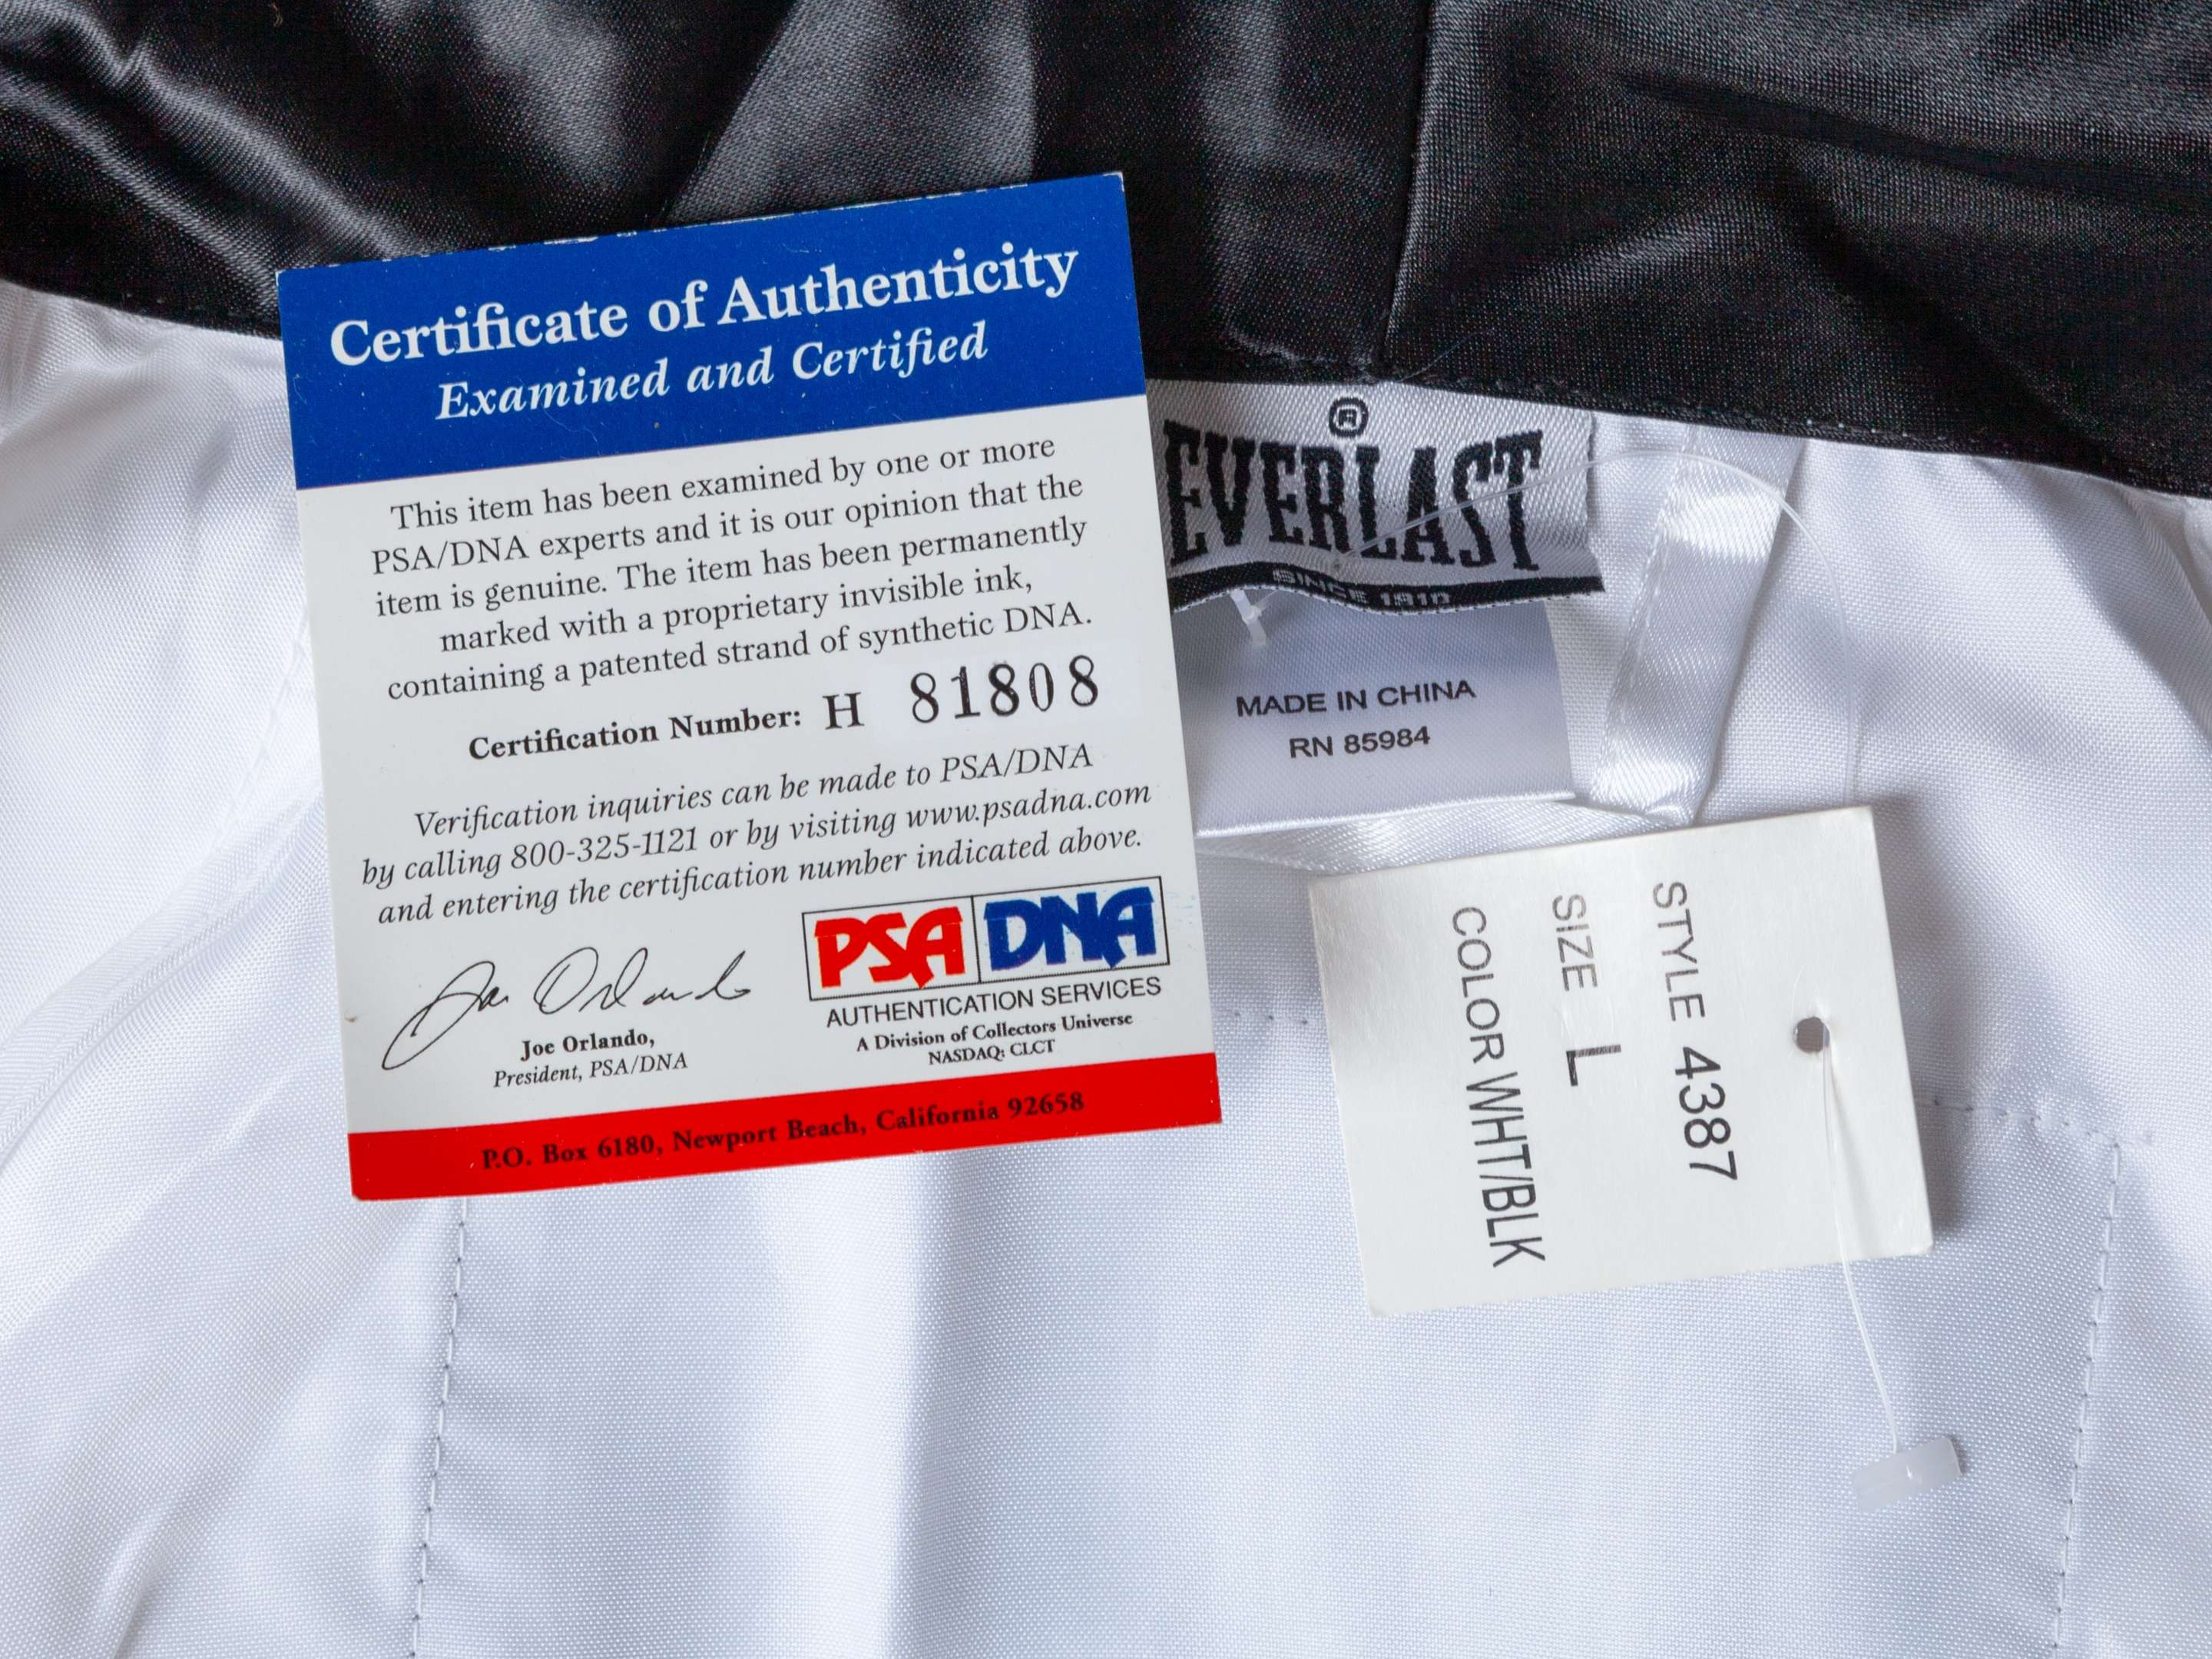 Certificate of Authenticity
Examined and Certified
This item has been examined by one or more
PSA/DNA experts and it is our opinion that the
item is genuine. The item has been permanently
marked with a proprietary invisible ink,
containing a patented strand of synthetic DNA.
Certification Number: H 81808
Verification inquiries can be made to PSA/DNA
by calling 800-325-1121 or by visiting www.psadna.com
and entering the certification number indicated above.
Joe Orlando
Joe Orlando,
President, PSA/DNA
PSA DNA
AUTHENTICATION SERVICES
A Division of Collectors Universe
NASDAQ: CLCT
P.O. Box 6180, Newport Beach, California 92658
®
EVERLAST
SINCE 1910
MADE IN CHINA
RN 85984
STYLE 4387
SIZE L
COLOR WHT/BLK